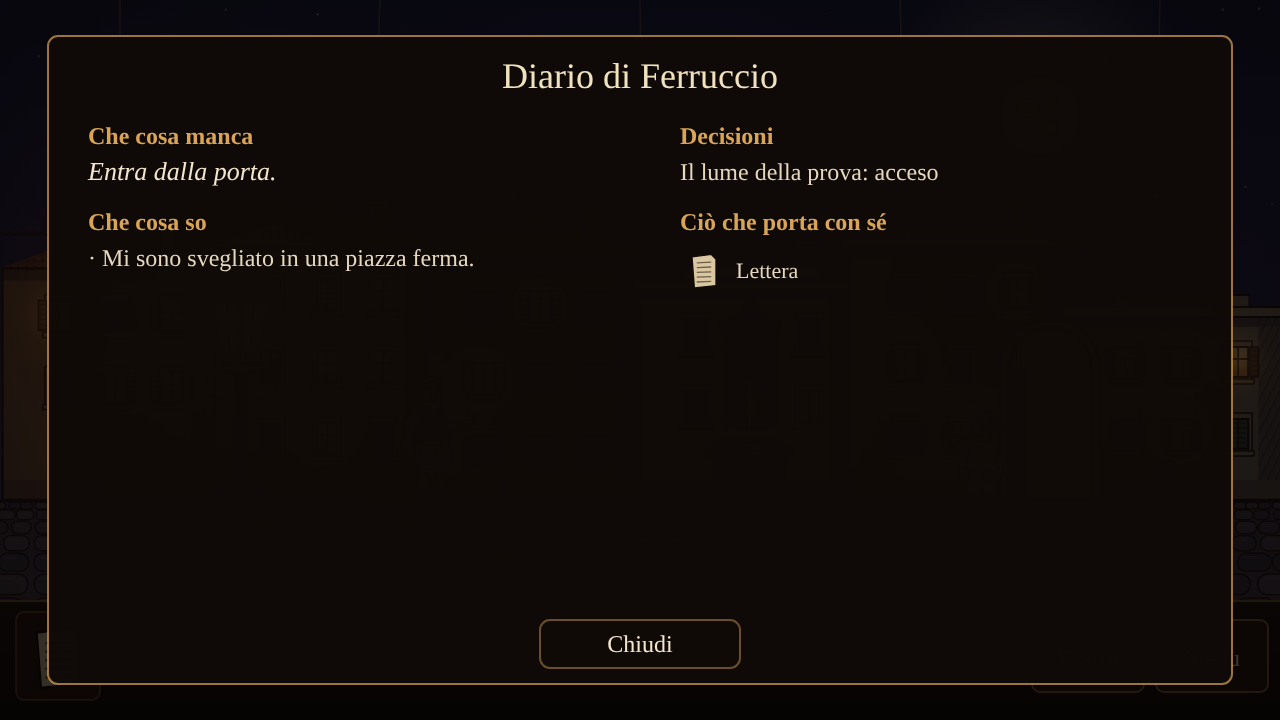 Diario di Ferruccio
Che cosa manca
Entra dalla porta.
Che cosa so
· Mi sono svegliato in una piazza ferma.
Decisioni
Il lume della prova: acceso
Ciò che porta con sé
Lettera
Chiudi